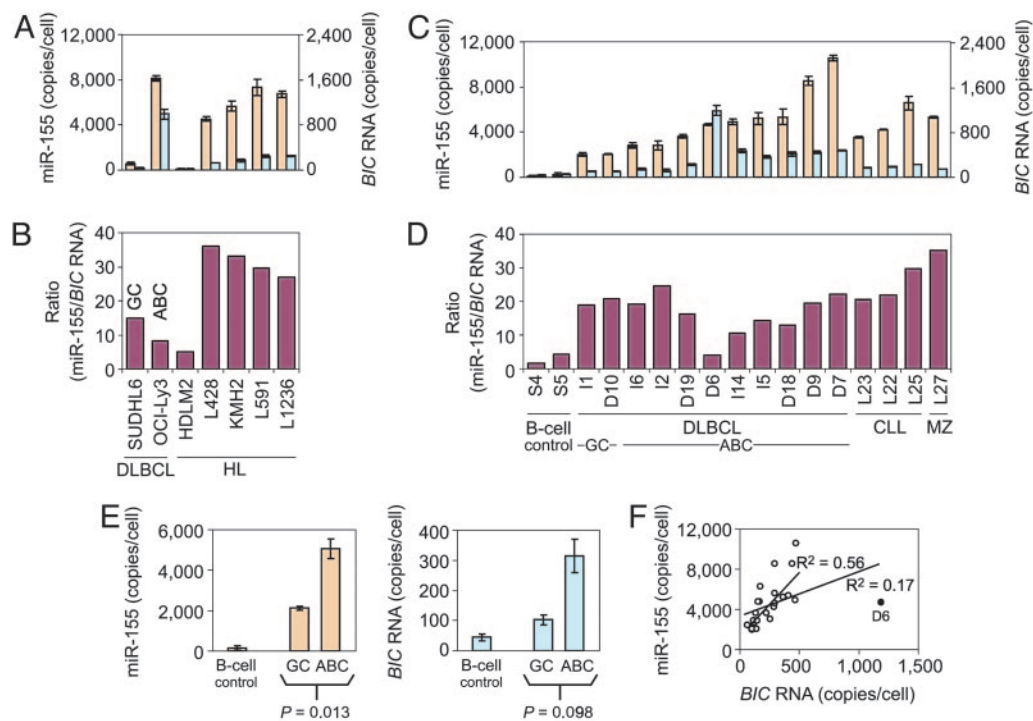 A
miR-155 (copies/cell)
12,000
8,000
4,000
0
2,400
1,600
800
0
BIC RNA (copies/cell)
C
miR-155 (copies/cell)
12,000
8,000
4,000
0
2,400
1,600
800
0
BIC RNA (copies/cell)
B
Ratio
(miR-155/BIC RNA)
40
30
20
10
0
GC
ABC
SUDHL6
OCI-Ly3
HDLM2
L428
KMH2
L591
L1236
DLBCL
HL
D
Ratio
(miR-155/BIC RNA)
40
30
20
10
0
S4
S5
I1
D10
I6
I2
D19
D6
I14
I5
D18
D9
D7
L23
L22
L25
L27
B-cell
control
DLBCL
GC
ABC
CLL
MZ
E
miR-155 (copies/cell)
6,000
4,000
2,000
0
B-cell
control
GC ABC
P = 0.013
BIC RNA (copies/cell)
400
300
200
100
0
B-cell
control
GC ABC
P = 0.098
F
miR-155 (copies/cell)
12,000
8,000
4,000
0
R² = 0.56
R² = 0.17
D6
0 500 1,000 1,500
BIC RNA (copies/cell)